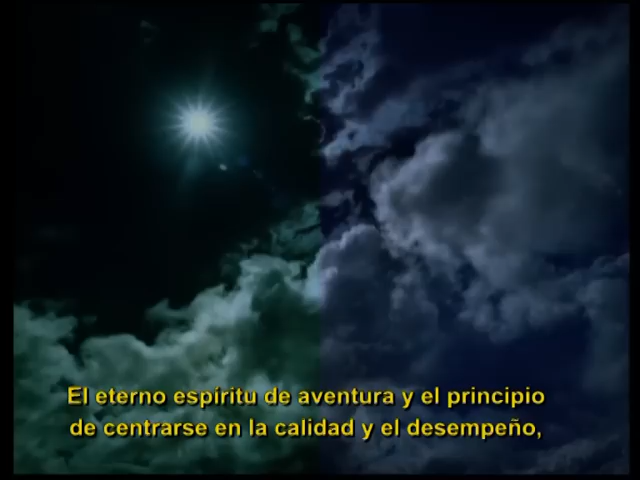 El eterno espíritu de aventura y el principio
de centrarse en la calidad y el desempeño,